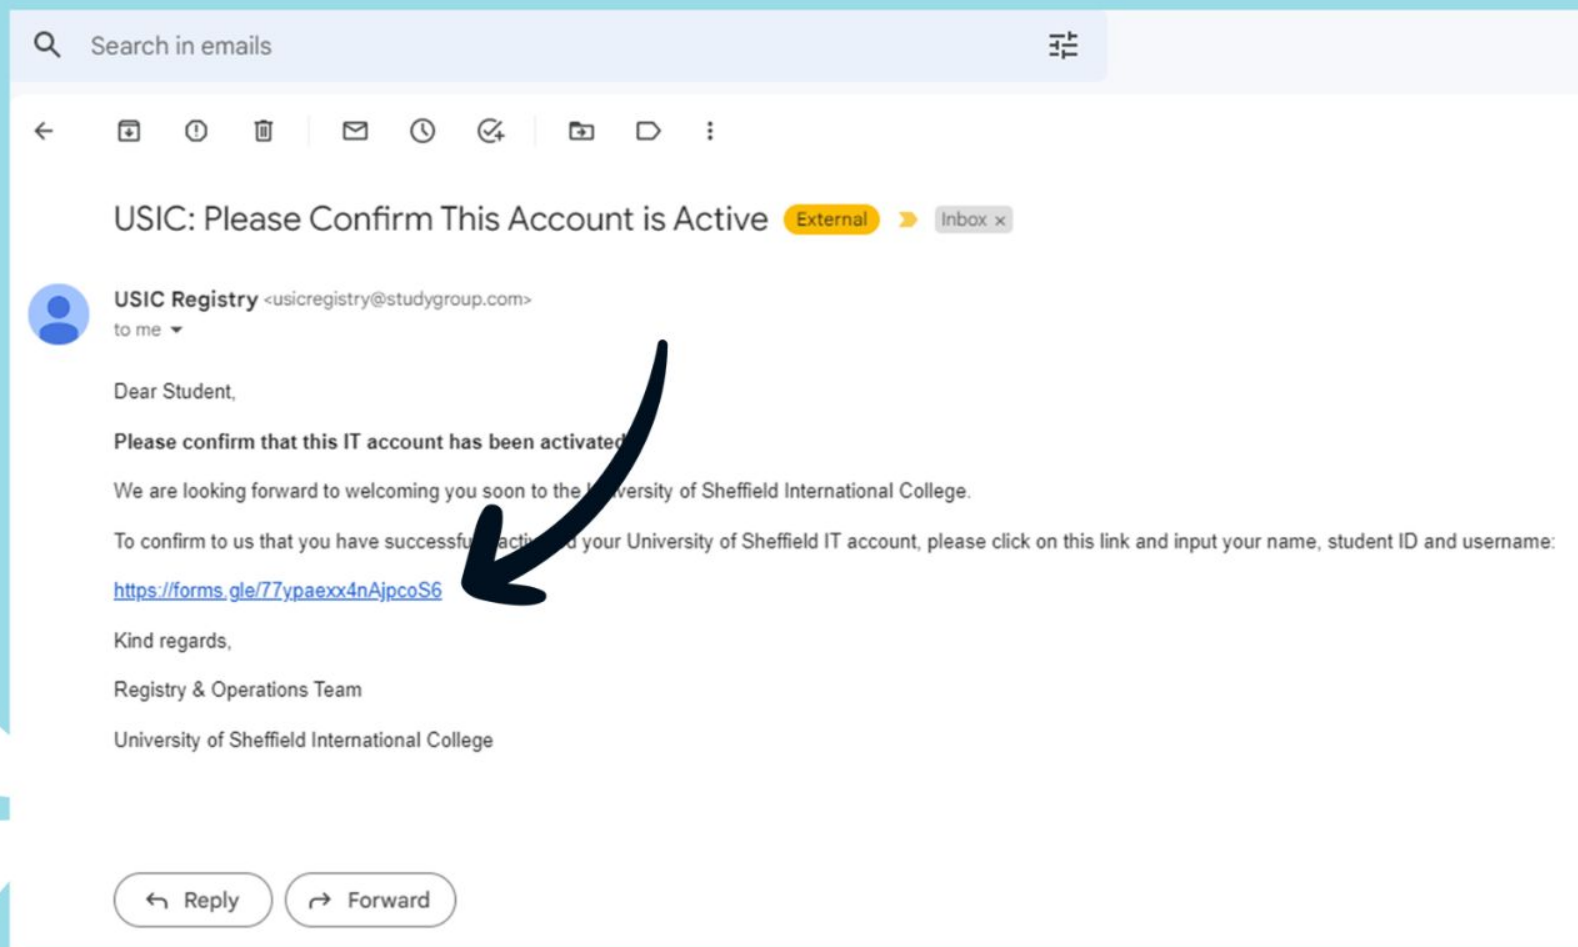 Search in emails
USIC: Please Confirm This Account is Active External Inbox ×
USIC Registry <usicregistry@studygroup.com>
to me
Dear Student,
Please confirm that this IT account has been activated
We are looking forward to welcoming you soon to the University of Sheffield International College.
To confirm to us that you have successfully activated your University of Sheffield IT account, please click on this link and input your name, student ID and username:
https://forms.gle/77ypaexx4nAjpcoS6
Kind regards,
Registry & Operations Team
University of Sheffield International College
Reply Forward